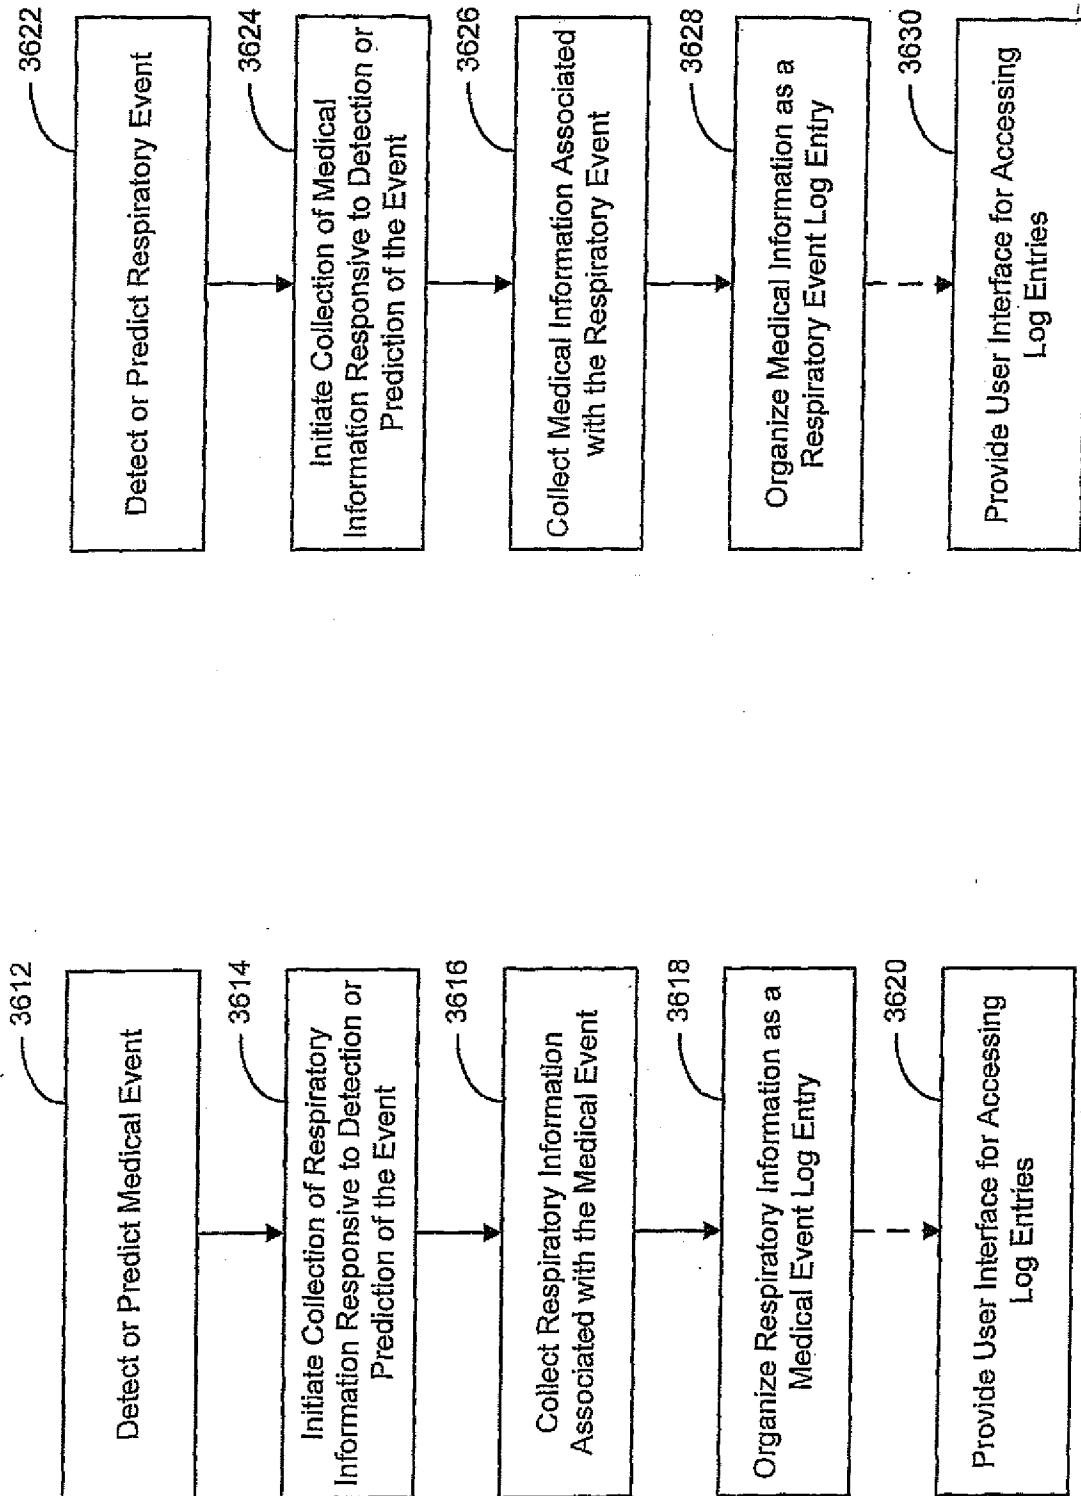 3612
Detect or Predict Medical Event
3614
Initiate Collection of Respiratory
Information Responsive to Detection or
Prediction of the Event
3616
Collect Respiratory Information
Associated with the Medical Event
3618
Organize Respiratory Information as a
Medical Event Log Entry
3620
Provide User Interface for Accessing
Log Entries
3622
Detect or Predict Respiratory Event
3624
Initiate Collection of Medical
Information Responsive to Detection or
Prediction of the Event
3626
Collect Medical Information Associated
with the Respiratory Event
3628
Organize Medical Information as a
Respiratory Event Log Entry
3630
Provide User Interface for Accessing
Log Entries